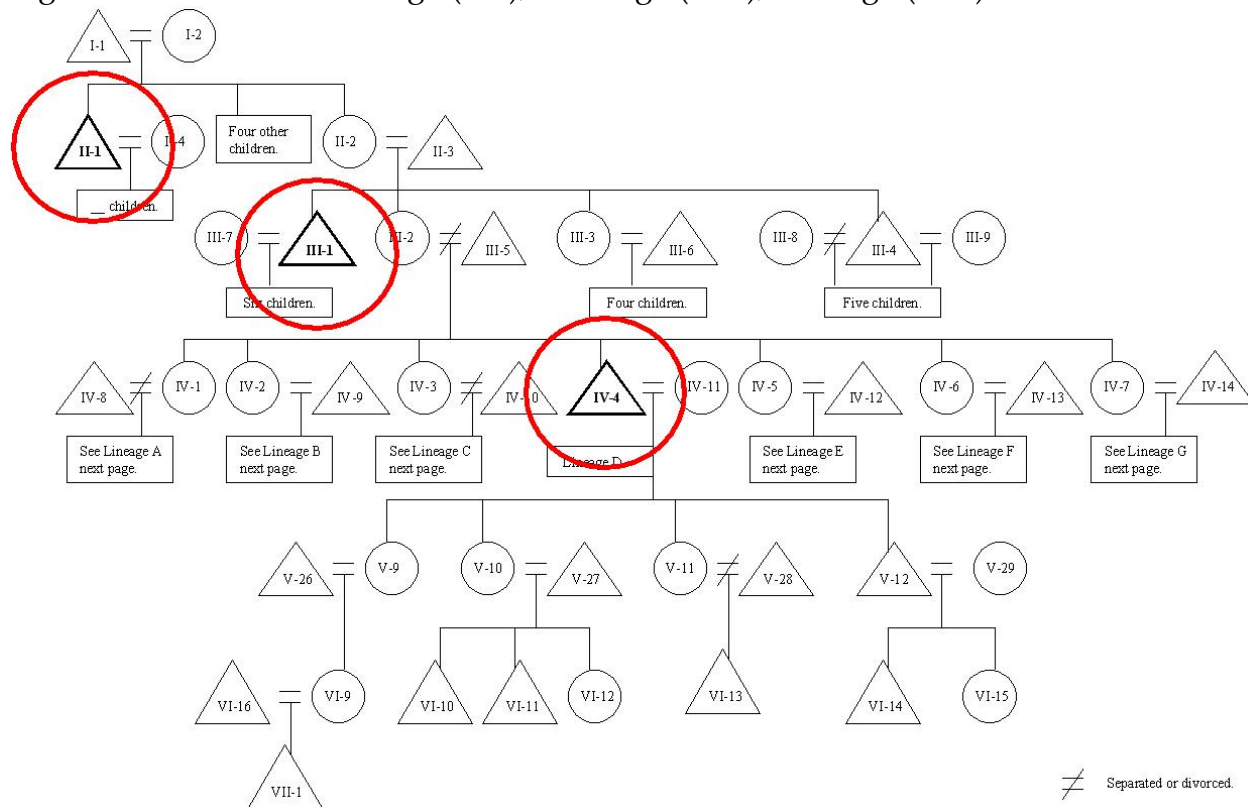 I-1
I-2
II-1
Four other
children.
II-2
II-3
children.
III-7
III-1
III-2
III-5
III-3
III-6
III-8
III-4
III-9
Six children.
Four children.
Five children.
IV-8
IV-1
IV-2
IV-9
IV-3
IV-4
IV-11
IV-5
IV-12
IV-6
IV-13
IV-7
IV-14
See Lineage A
next page.
See Lineage B
next page.
See Lineage C
next page.
Lineage D
See Lineage E
next page.
See Lineage F
next page.
See Lineage G
next page.
V-26
V-9
V-10
V-27
V-11
V-28
V-12
V-29
VI-16
VI-9
VI-10
VI-11
VI-12
VI-13
VI-14
VI-15
VII-1
Separated or divorced.